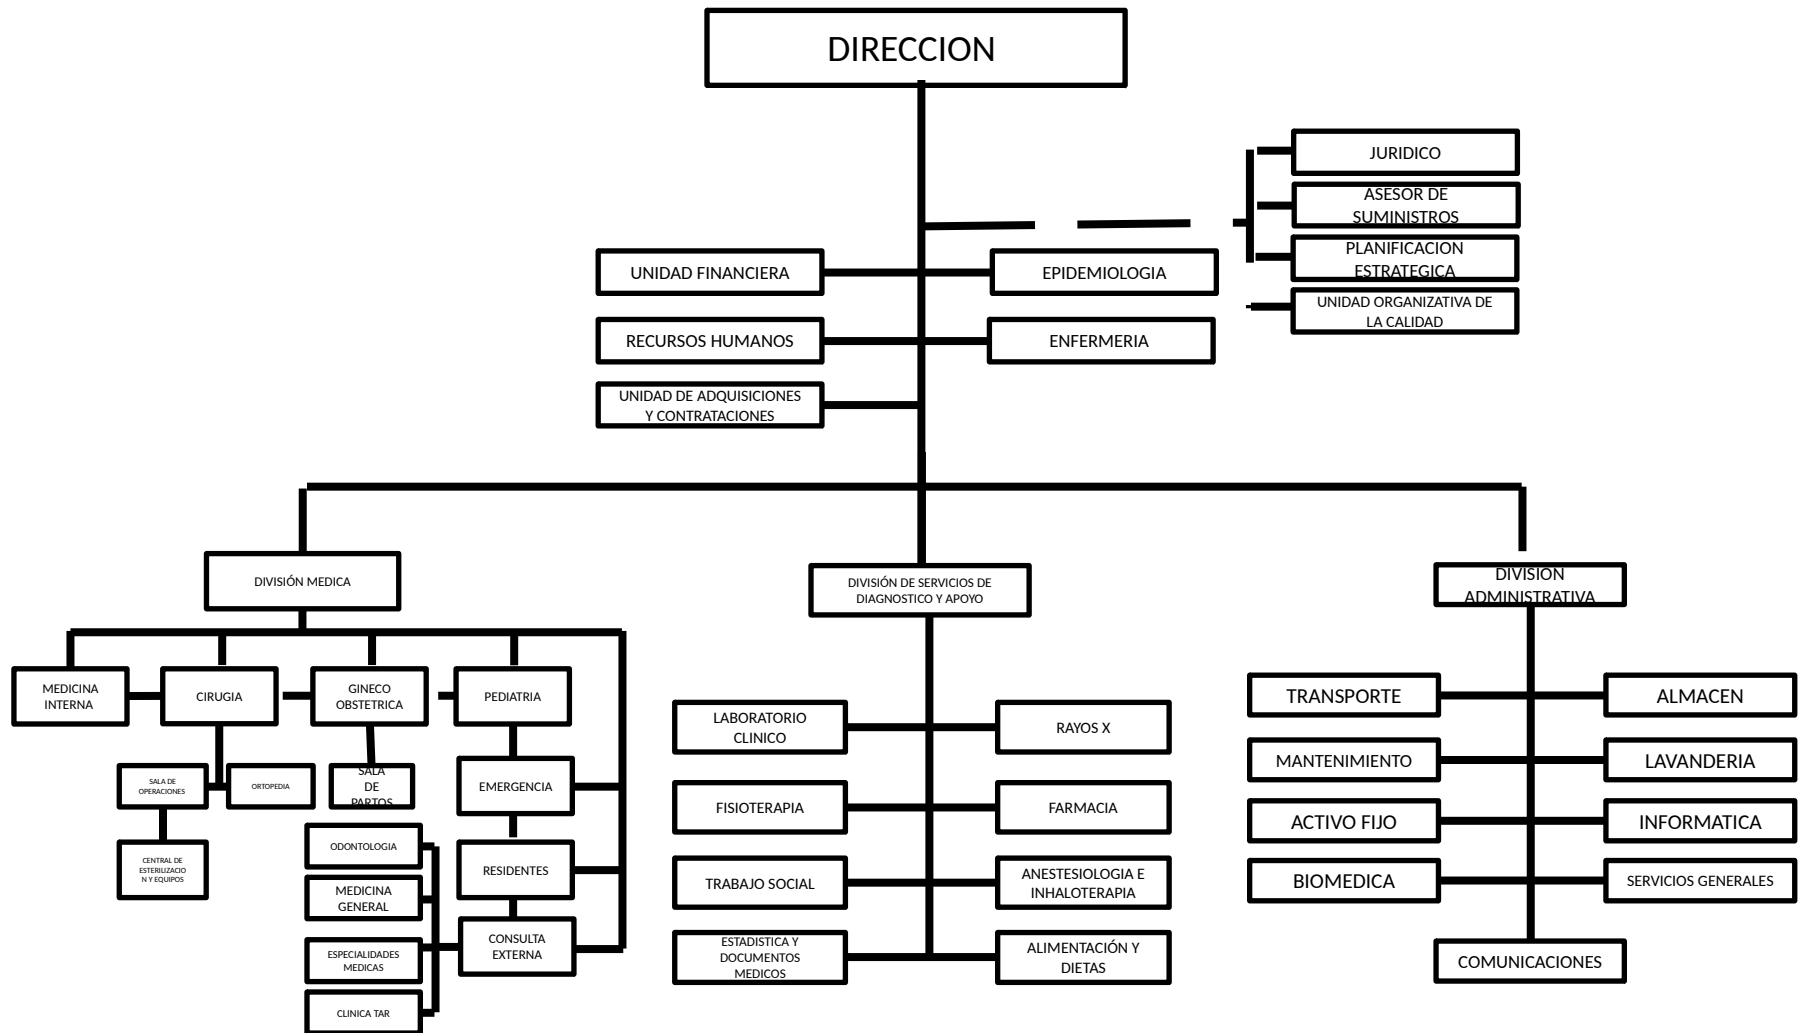 DIRECCION
JURIDICO
ASESOR DE
SUMINISTROS
PLANIFICACION
ESTRATEGICA
UNIDAD ORGANIZATIVA DE
LA CALIDAD
UNIDAD FINANCIERA
EPIDEMIOLOGIA
RECURSOS HUMANOS
ENFERMERIA
UNIDAD DE ADQUISICIONES
Y CONTRATACIONES
DIVISIÓN MEDICA
DIVISIÓN DE SERVICIOS DE
DIAGNOSTICO Y APOYO
DIVISION
ADMINISTRATIVA
MEDICINA
INTERNA
CIRUGIA
GINECO
OBSTETRICA
PEDIATRIA
SALA DE
OPERACIONES
ORTOPEDIA
SALA
DE
PARTOS
EMERGENCIA
CENTRAL DE
ESTERILIZACIO
N Y EQUIPOS
ODONTOLOGIA
MEDICINA
GENERAL
RESIDENTES
ESPECIALIDADES
MEDICAS
CONSULTA
EXTERNA
CLINICA TAR
LABORATORIO
CLINICO
RAYOS X
FISIOTERAPIA
FARMACIA
TRABAJO SOCIAL
ANESTESIOLOGIA E
INHALOTERAPIA
ESTADISTICA Y
DOCUMENTOS
MEDICOS
ALIMENTACIÓN Y
DIETAS
TRANSPORTE
ALMACEN
MANTENIMIENTO
LAVANDERIA
ACTIVO FIJO
INFORMATICA
BIOMEDICA
SERVICIOS GENERALES
COMUNICACIONES